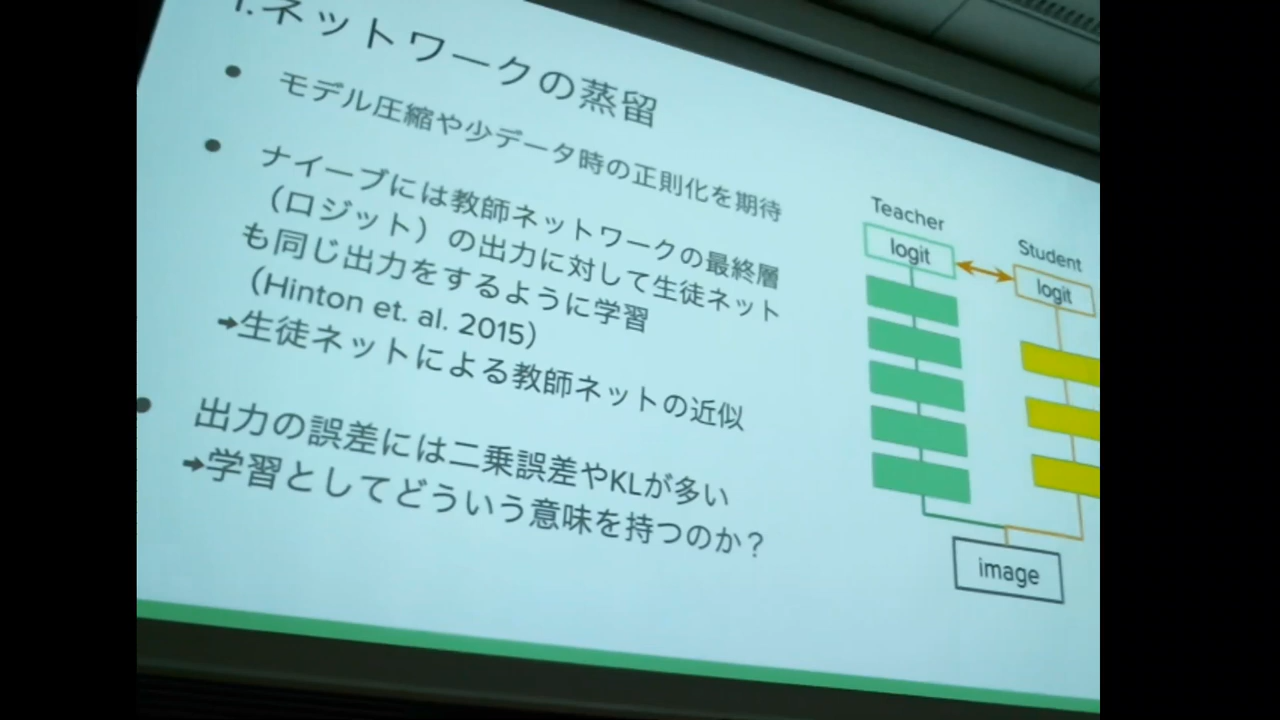 1.ネットワークの蒸留
● モデル圧縮や少データ時の正則化を期待
● ナイーブには教師ネットワークの最終層
（ロジット）の出力に対して生徒ネット
も同じ出力をするように学習
（Hinton et. al. 2015）
➔生徒ネットによる教師ネットの近似
● 出力の誤差には二乗誤差やKLが多い
➔学習としてどういう意味を持つのか？
Teacher
logit
Student
logit
image